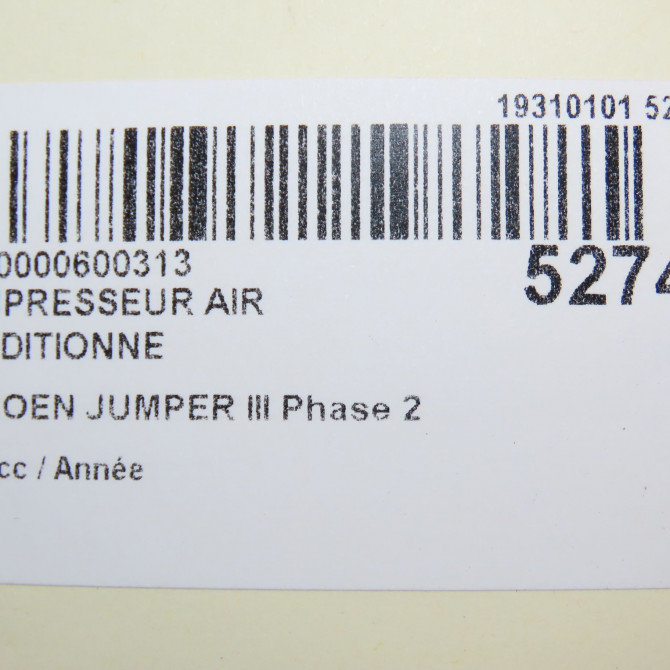 19310101 52
0000600313
5274
PRESSEUR AIR
DITIONNE
OEN JUMPER III Phase 2
cc / Année